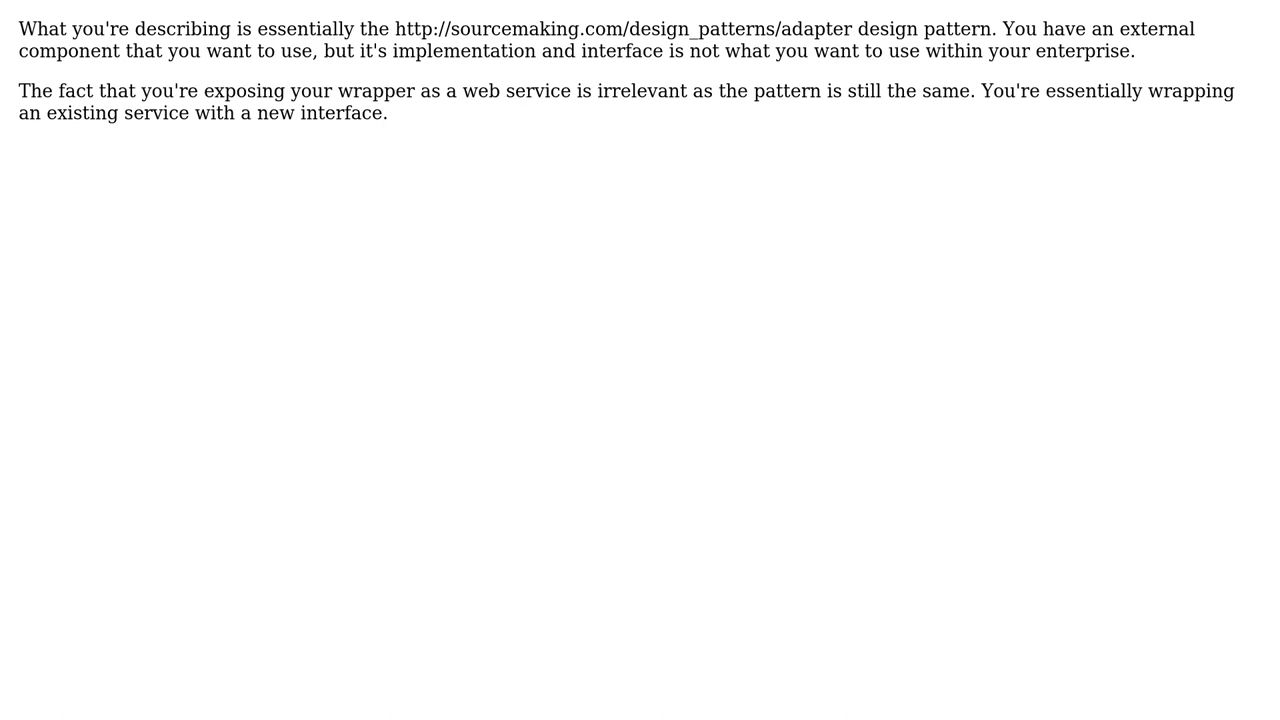 What you're describing is essentially the http://sourcemaking.com/design_patterns/adapter design pattern. You have an external
component that you want to use, but it's implementation and interface is not what you want to use within your enterprise.
The fact that you're exposing your wrapper as a web service is irrelevant as the pattern is still the same. You're essentially wrapping
an existing service with a new interface.